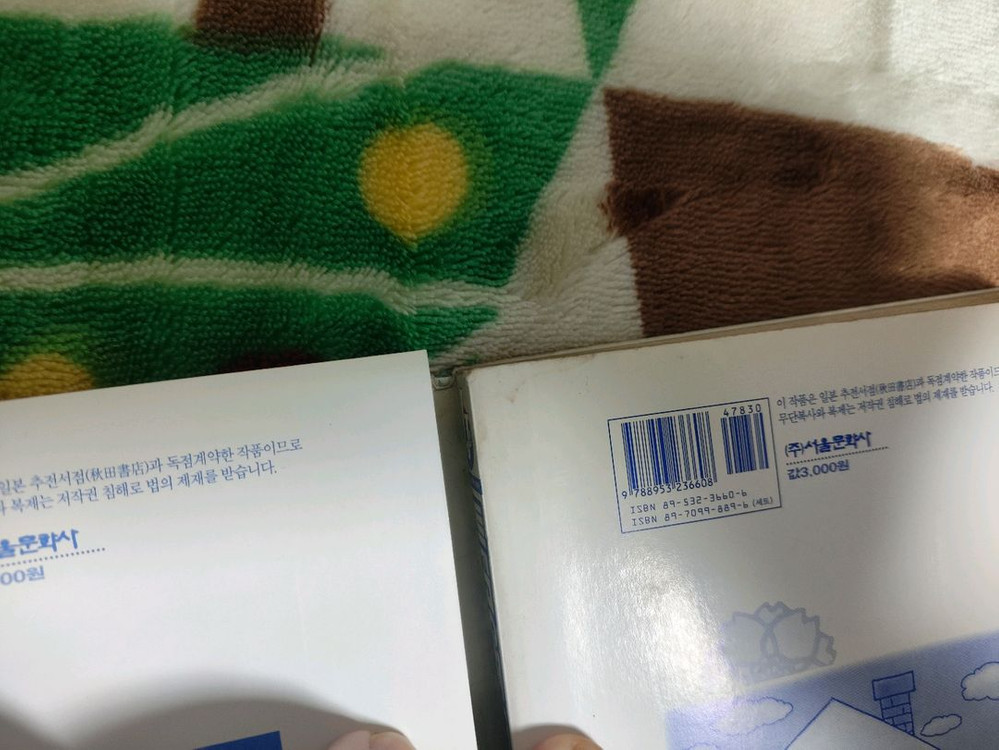 일본 추전서점(秋田書店)과 독점계약한 작품이므로
복제는 저작권 침해로 법의 제재를 받습니다.
울문화사
00원
47830
9 788953 236608
ISBN 89-532-3660-6
ISBN 89-7099-889-6 (세트)
이 작품은 일본 추전서점(秋田書店)과 독점계약한 작품이므
무단복사와 복제는 저작권 침해로 법의 제재를 받습니다.
(주)서울문화사
값3,000원